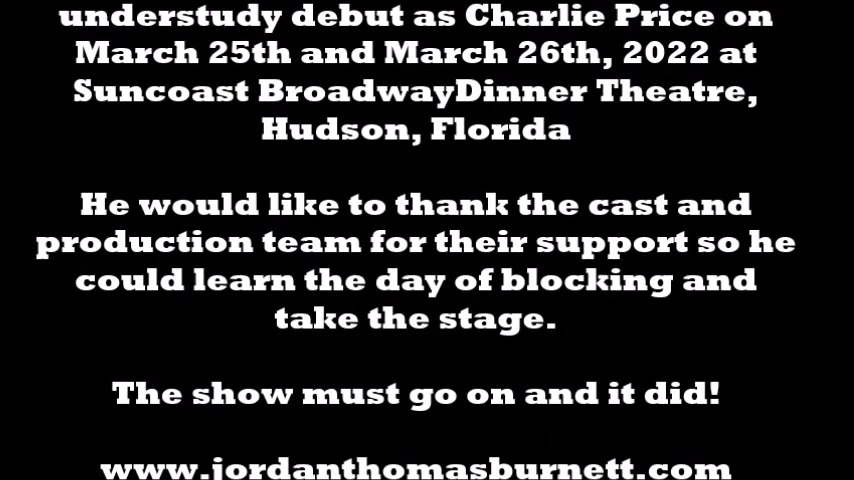 understudy debut as Charlie Price on
March 25th and March 26th, 2022 at
Suncoast BroadwayDinner Theatre,
Hudson, Florida
He would like to thank the cast and
production team for their support so he
could learn the day of blocking and
take the stage.
The show must go on and it did!
www.jordanthomasburnett.com